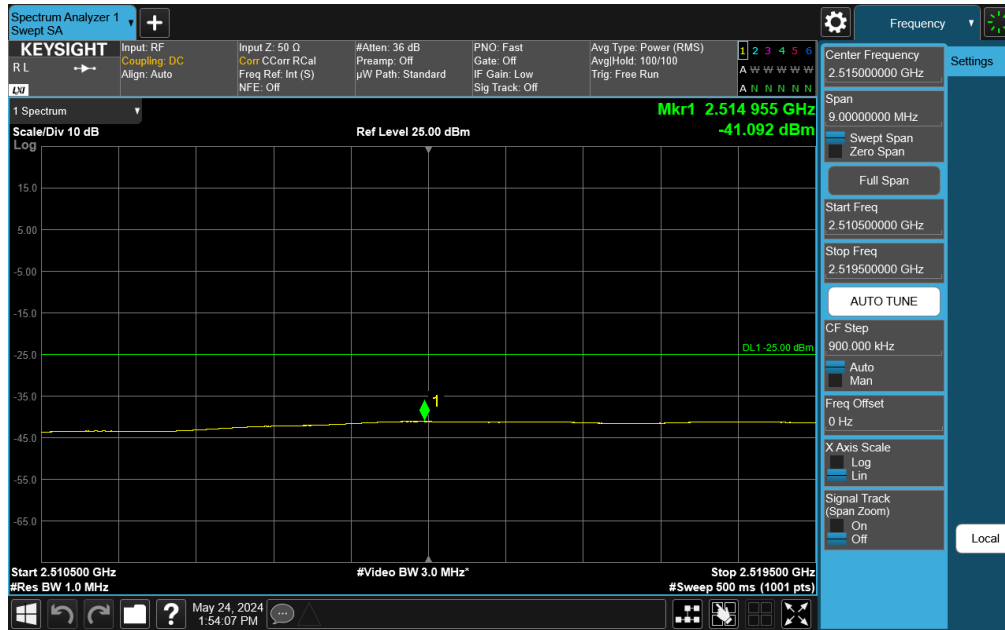 Spectrum Analyzer 1
Swept SA
+
Frequency
KEYSIGHT
R L
LXI
Input: RF
Coupling: DC
Align: Auto
Input Z: 50 Ω
Corr CCorr RCal
Freq Ref: Int (S)
NFE: Off
#Atten: 36 dB
Preamp: Off
µW Path: Standard
PNO: Fast
Gate: Off
IF Gain: Low
Sig Track: Off
Avg Type: Power (RMS)
Avg|Hold: 100/100
Trig: Free Run
1 2 3 4 5 6
A W W W W W
A N N N N N
1 Spectrum
Scale/Div 10 dB
Log
Ref Level 25.00 dBm
Mkr1 2.514 955 GHz
-41.092 dBm
15.0
5.00
-5.00
-15.0
-25.0
-35.0
-45.0
-55.0
-65.0
DL1 -25.00 dBm
1
Start 2.510500 GHz
#Res BW 1.0 MHz
#Video BW 3.0 MHz*
Stop 2.519500 GHz
#Sweep 500 ms (1001 pts)
?
May 24, 2024
1:54:07 PM
Center Frequency
2.515000000 GHz
Span
9.00000000 MHz
Swept Span
Zero Span
Full Span
Start Freq
2.510500000 GHz
Stop Freq
2.519500000 GHz
AUTO TUNE
CF Step
900.000 kHz
Auto
Man
Freq Offset
0 Hz
X Axis Scale
Log
Lin
Signal Track
(Span Zoom)
On
Off
Settings
Local